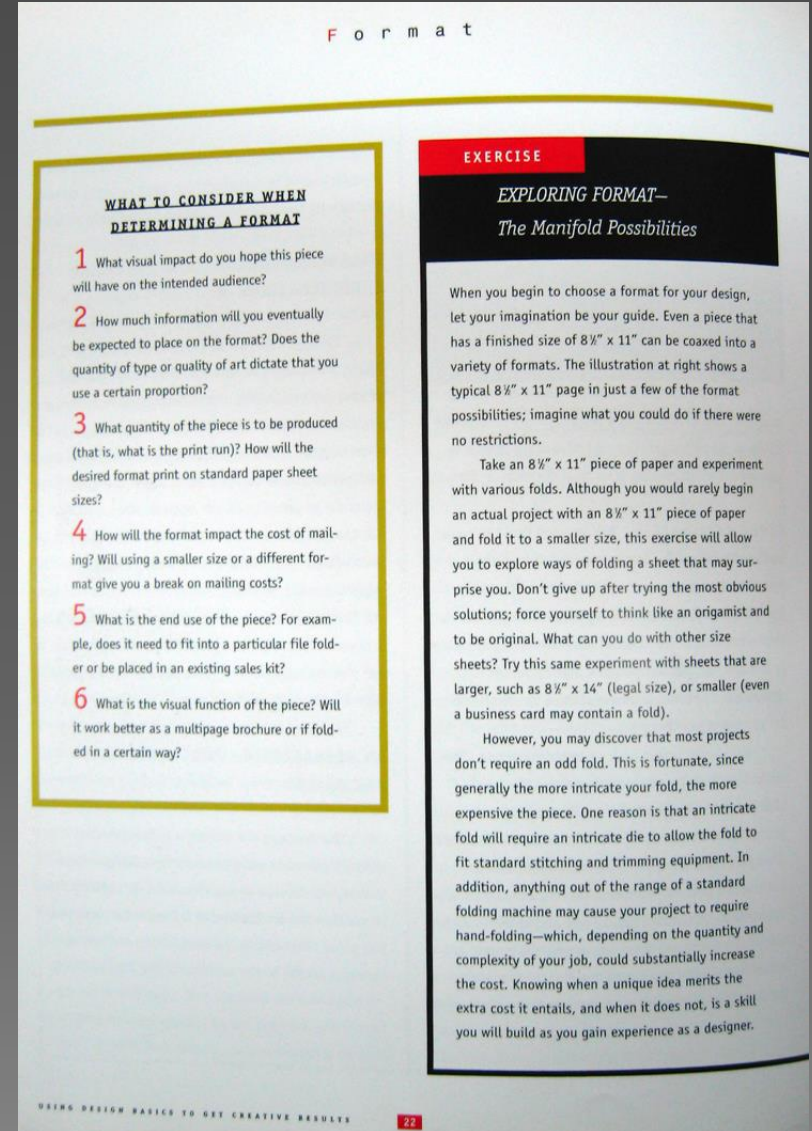 Format
WHAT TO CONSIDER WHEN
DETERMINING A FORMAT
1 What visual impact do you hope this piece
will have on the intended audience?
2 How much information will you eventually
be expected to place on the format? Does the
quantity of type or quality of art dictate that you
use a certain proportion?
3 What quantity of the piece is to be produced
(that is, what is the print run)? How will the
desired format print on standard paper sheet
sizes?
4 How will the format impact the cost of mail-
ing? Will using a smaller size or a different for-
mat give you a break on mailing costs?
5 What is the end use of the piece? For exam-
ple, does it need to fit into a particular file fold-
er or be placed in an existing sales kit?
6 What is the visual function of the piece? Will
it work better as a multipage brochure or if fold-
ed in a certain way?
EXERCISE
EXPLORING FORMAT—
The Manifold Possibilities
When you begin to choose a format for your design,
let your imagination be your guide. Even a piece that
has a finished size of 8½" x 11" can be coaxed into a
variety of formats. The illustration at right shows a
typical 8½" x 11" page in just a few of the format
possibilities; imagine what you could do if there were
no restrictions.
Take an 8½" x 11" piece of paper and experiment
with various folds. Although you would rarely begin
an actual project with an 8½" x 11" piece of paper
and fold it to a smaller size, this exercise will allow
you to explore ways of folding a sheet that may sur-
prise you. Don't give up after trying the most obvious
solutions; force yourself to think like an origamist and
to be original. What can you do with other size
sheets? Try this same experiment with sheets that are
larger, such as 8½" x 14" (legal size), or smaller (even
a business card may contain a fold).
However, you may discover that most projects
don't require an odd fold. This is fortunate, since
generally the more intricate your fold, the more
expensive the piece. One reason is that an intricate
fold will require an intricate die to allow the fold to
fit standard stitching and trimming equipment. In
addition, anything out of the range of a standard
folding machine may cause your project to require
hand-folding—which, depending on the quantity and
complexity of your job, could substantially increase
the cost. Knowing when a unique idea merits the
extra cost it entails, and when it does not, is a skill
you will build as you gain experience as a designer.
USING DESIGN BASICS TO GET CREATIVE RESULTS
22